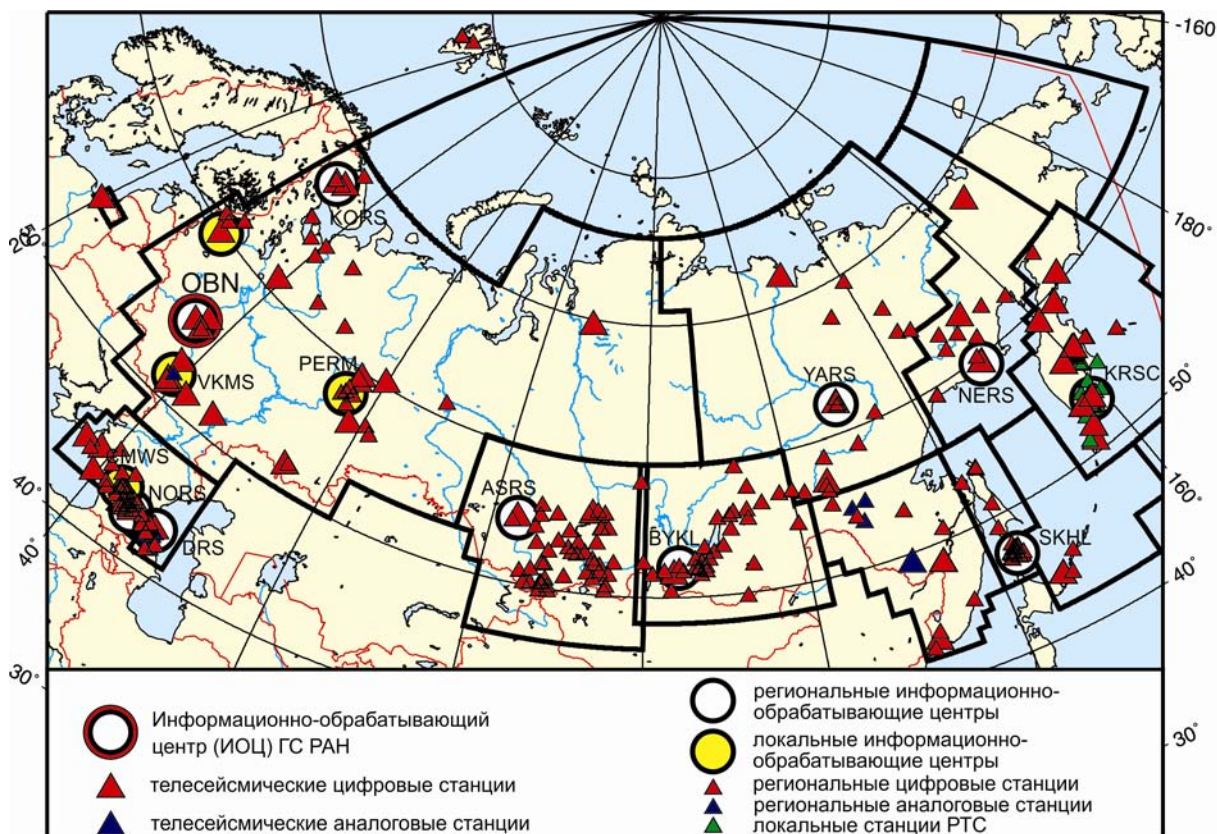 -160
180°
160°
50°
40°
30°
40°
40°
30°
KORS
OBN
VKMS
PERM
NORS
DRS
ASRS
BYKL
YARS
NERS
KRSC
SKHL
Информационно-обрабатывающий
центр (ИОЦ) ГС РАН
телесейсмические цифровые станции
телесейсмические аналоговые станции
региональные информационно-
обрабатывающие центры
локальные информационно-
обрабатывающие центры
региональные цифровые станции
региональные аналоговые станции
локальные станции РТС